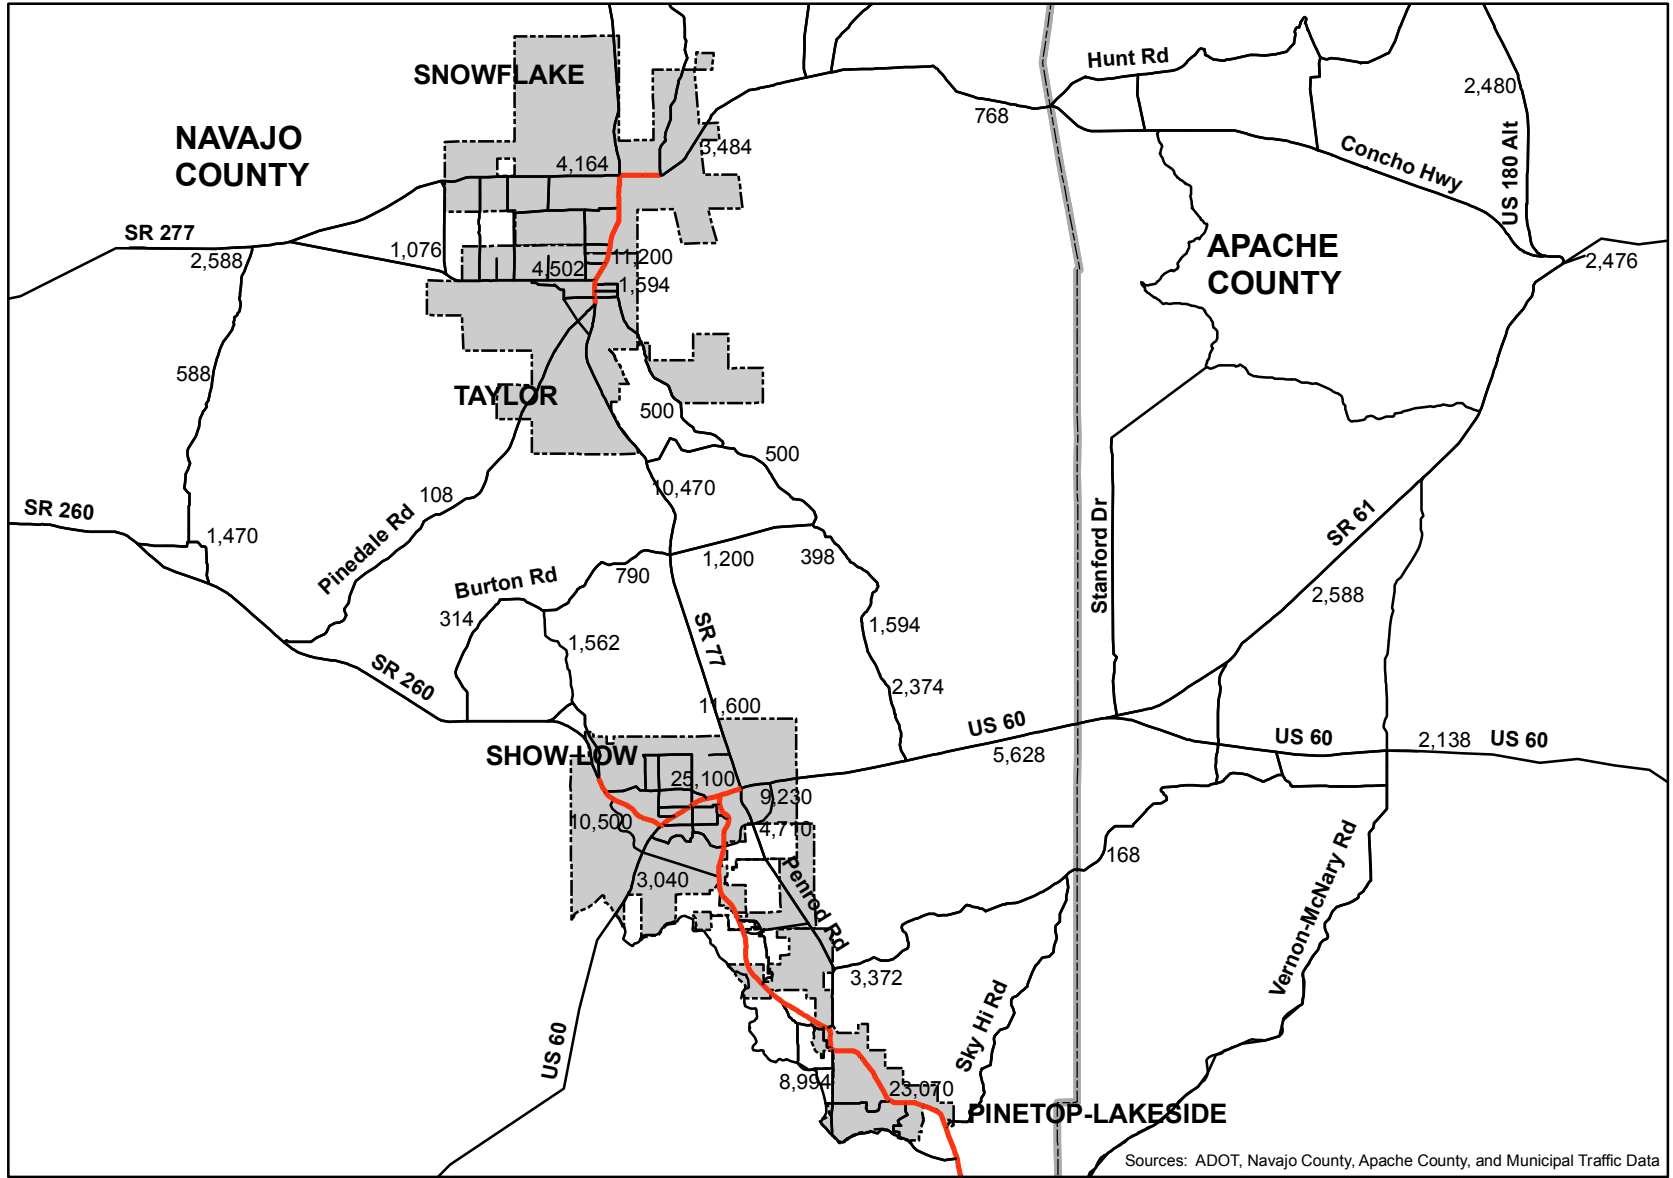 Hunt Rd
SNOWFLAKE
2,480
768
NAVAJO
COUNTY
3,484
4,164
Concho Hwy
US 180 Alt
SR 277
2,588
1,076
4,502
11,200
1,594
APACHE
COUNTY
2,476
588
TAYLOR
500
500
108
10,470
SR 260
1,470
Pinedale Rd
Burton Rd
790
1,200
398
Stanford Dr
SR 61
2,588
314
1,562
SR 77
1,594
SR 260
2,374
11,600
US 60
5,628
US 60
2,138
US 60
SHOW LOW
25,100
9,230
10,500
4,710
3,040
Penrod Rd
168
Vernon-McNary Rd
3,372
Sky Hi Rd
US 60
8,994
23,070
PINETOP-LAKESIDE
Sources: ADOT, Navajo County, Apache County, and Municipal Traffic Data